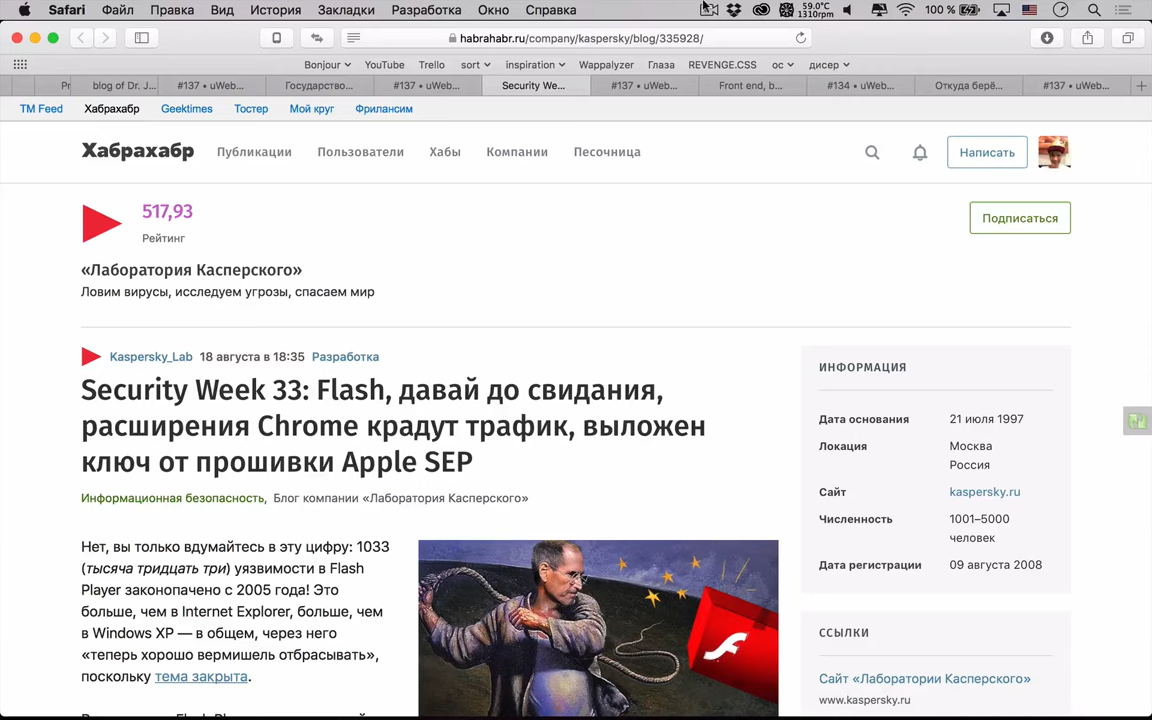 Safari Файл Правка Вид История Закладки Разработка Окно Справка 59.0°C 1310rpm 100 %
habrahabr.ru/company/kaspersky/blog/335928/
Bonjour YouTube Trello sort inspiration Wappalyzer Глаза REVENGE.CSS ос дисер
blog of Dr. J... #137 • uWeb... Государство... #137 • uWeb... Security We... #137 • uWeb... Front end, b... #134 • uWeb... Откуда берё... #137 • uWeb...
TM Feed Хабрахабр Geektimes Тостер Мой круг Фрилансим
Хабрахабр Публикации Пользователи Хабы Компании Песочница Написать
517,93
Рейтинг
Подписаться
«Лаборатория Касперского»
Ловим вирусы, исследуем угрозы, спасаем мир
Kaspersky_Lab 18 августа в 18:35 Разработка
Security Week 33: Flash, давай до свидания,
расширения Chrome крадут трафик, выложен
ключ от прошивки Apple SEP
Информационная безопасность, Блог компании «Лаборатория Касперского»
Нет, вы только вдумайтесь в эту цифру: 1033
(тысяча тридцать три) уязвимости в Flash
Player законопачено с 2005 года! Это
больше, чем в Internet Explorer, больше, чем
в Windows XP — в общем, через него
«теперь хорошо вермишель отбрасывать»,
поскольку тема закрыта.
ИНФОРМАЦИЯ
Дата основания 21 июля 1997
Локация Москва
Россия
Сайт kaspersky.ru
Численность 1001–5000
человек
Дата регистрации 09 августа 2008
ССЫЛКИ
Сайт «Лаборатории Касперского»
www.kaspersky.ru